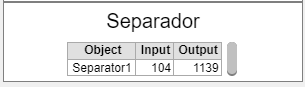 Separador
Object Input Output
Separator1 104 1139